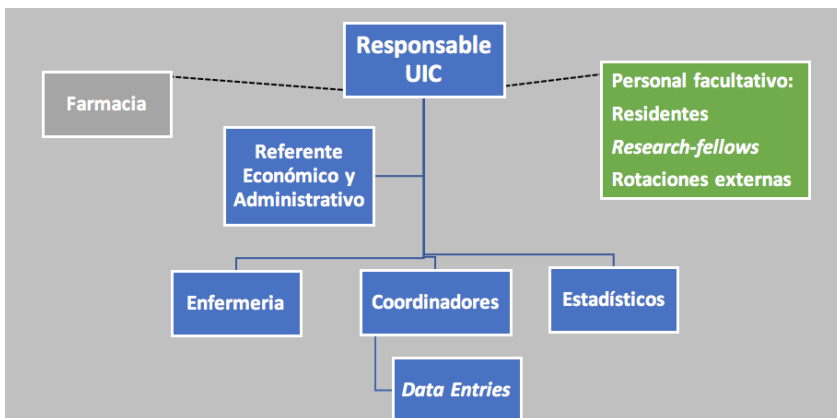 Responsable
UIC
Farmacia
Personal facultativo:
Residentes
Research-fellows
Rotaciones externas
Referente
Económico y
Administrativo
Enfermeria
Coordinadores
Estadísticos
Data Entries